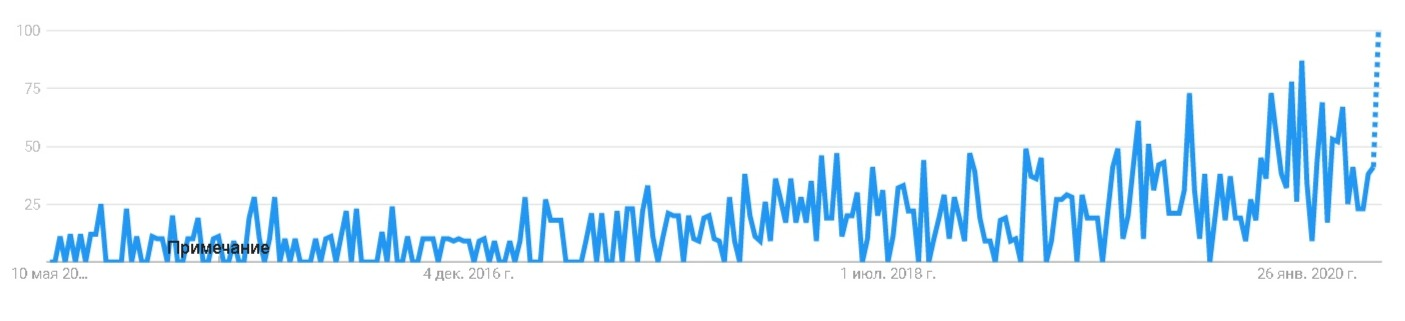 100
75
50
25
Примечание
10 мая 20...
4 дек. 2016 г.
1 июл. 2018 г.
26 янв. 2020 г.